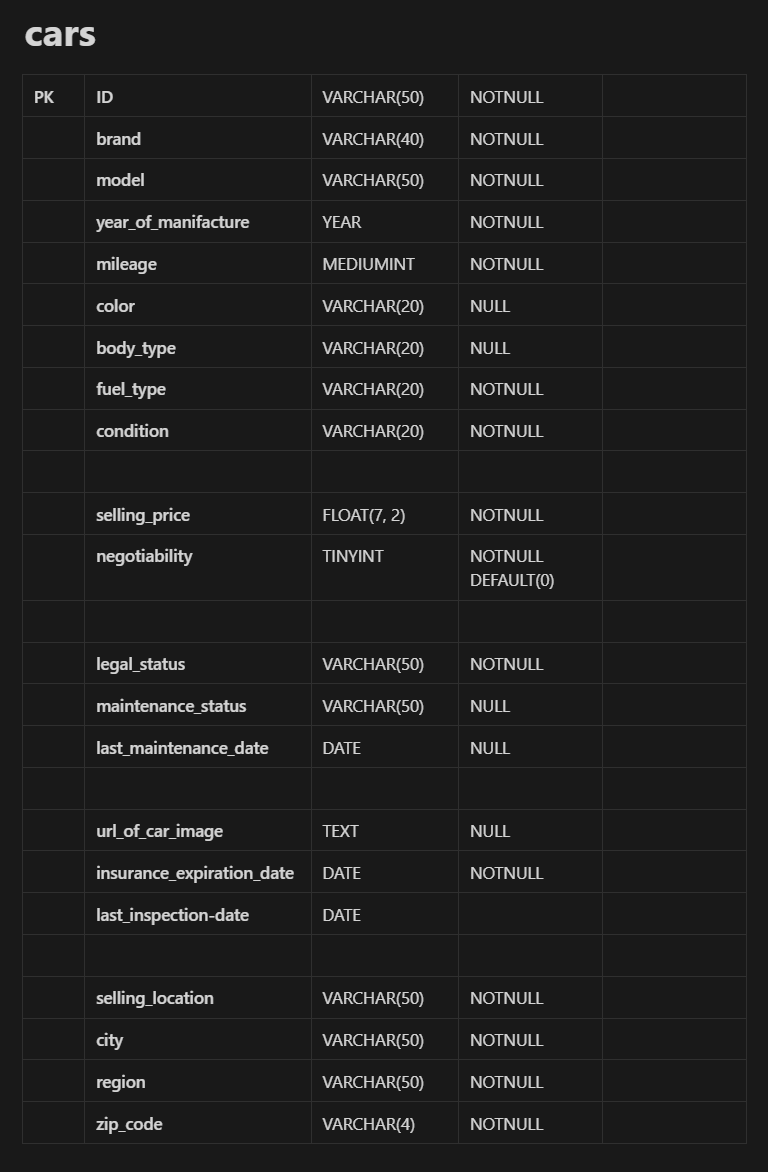 cars
PK ID VARCHAR(50) NOTNULL
brand VARCHAR(40) NOTNULL
model VARCHAR(50) NOTNULL
year_of_manifacture YEAR NOTNULL
mileage MEDIUMINT NOTNULL
color VARCHAR(20) NULL
body_type VARCHAR(20) NULL
fuel_type VARCHAR(20) NOTNULL
condition VARCHAR(20) NOTNULL
selling_price FLOAT(7, 2) NOTNULL
negotiability TINYINT NOTNULL
DEFAULT(0)
legal_status VARCHAR(50) NOTNULL
maintenance_status VARCHAR(50) NULL
last_maintenance_date DATE NULL
url_of_car_image TEXT NULL
insurance_expiration_date DATE NOTNULL
last_inspection-date DATE
selling_location VARCHAR(50) NOTNULL
city VARCHAR(50) NOTNULL
region VARCHAR(50) NOTNULL
zip_code VARCHAR(4) NOTNULL